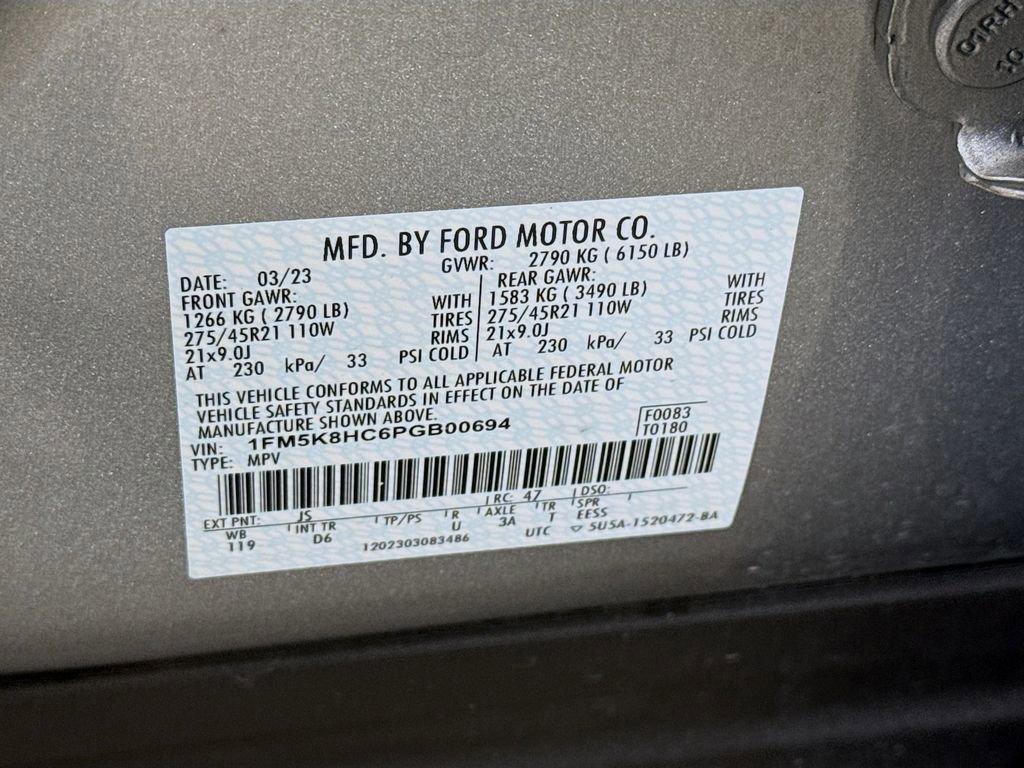 01RH
10
MFD. BY FORD MOTOR CO.
DATE: 03/23 GVWR: 2790 KG ( 6150 LB)
FRONT GAWR: REAR GAWR:
1266 KG ( 2790 LB) WITH 1583 KG ( 3490 LB) WITH
275/45R21 110W TIRES 275/45R21 110W TIRES
21x9.0J RIMS 21x9.0J RIMS
AT 230 kPa/ 33 PSI COLD AT 230 kPa/ 33 PSI COLD
THIS VEHICLE CONFORMS TO ALL APPLICABLE FEDERAL MOTOR
VEHICLE SAFETY STANDARDS IN EFFECT ON THE DATE OF
MANUFACTURE SHOWN ABOVE.
VIN: 1FM5K8HC6PGB00694 F0083
TYPE: MPV T0180
EXT PNT: JS RC: 47 DSO:
WB INT TR TP/PS R AXLE TR SPR
119 D6 U 3A T EESS
1202303083486 UTC ▽ 5U5A-1520472-BA